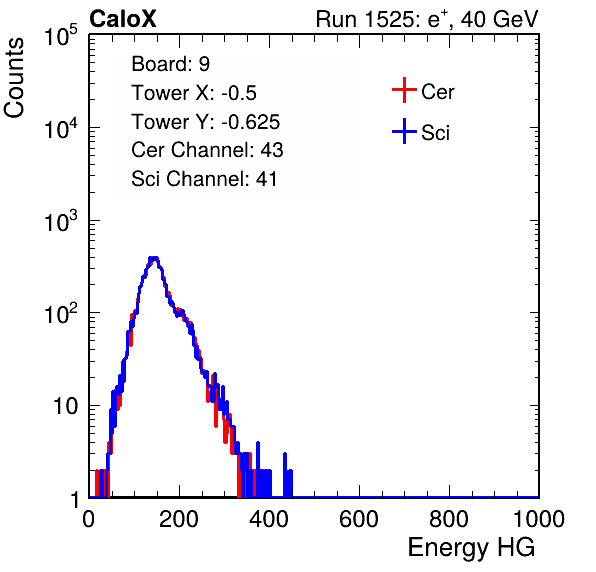 CaloX Run 1525: e⁺, 40 GeV
Counts
10⁵
10⁴
10³
10²
10
1
Board: 9
Tower X: -0.5
Tower Y: -0.625
Cer Channel: 43
Sci Channel: 41
Cer
Sci
0 200 400 600 800 1000
Energy HG